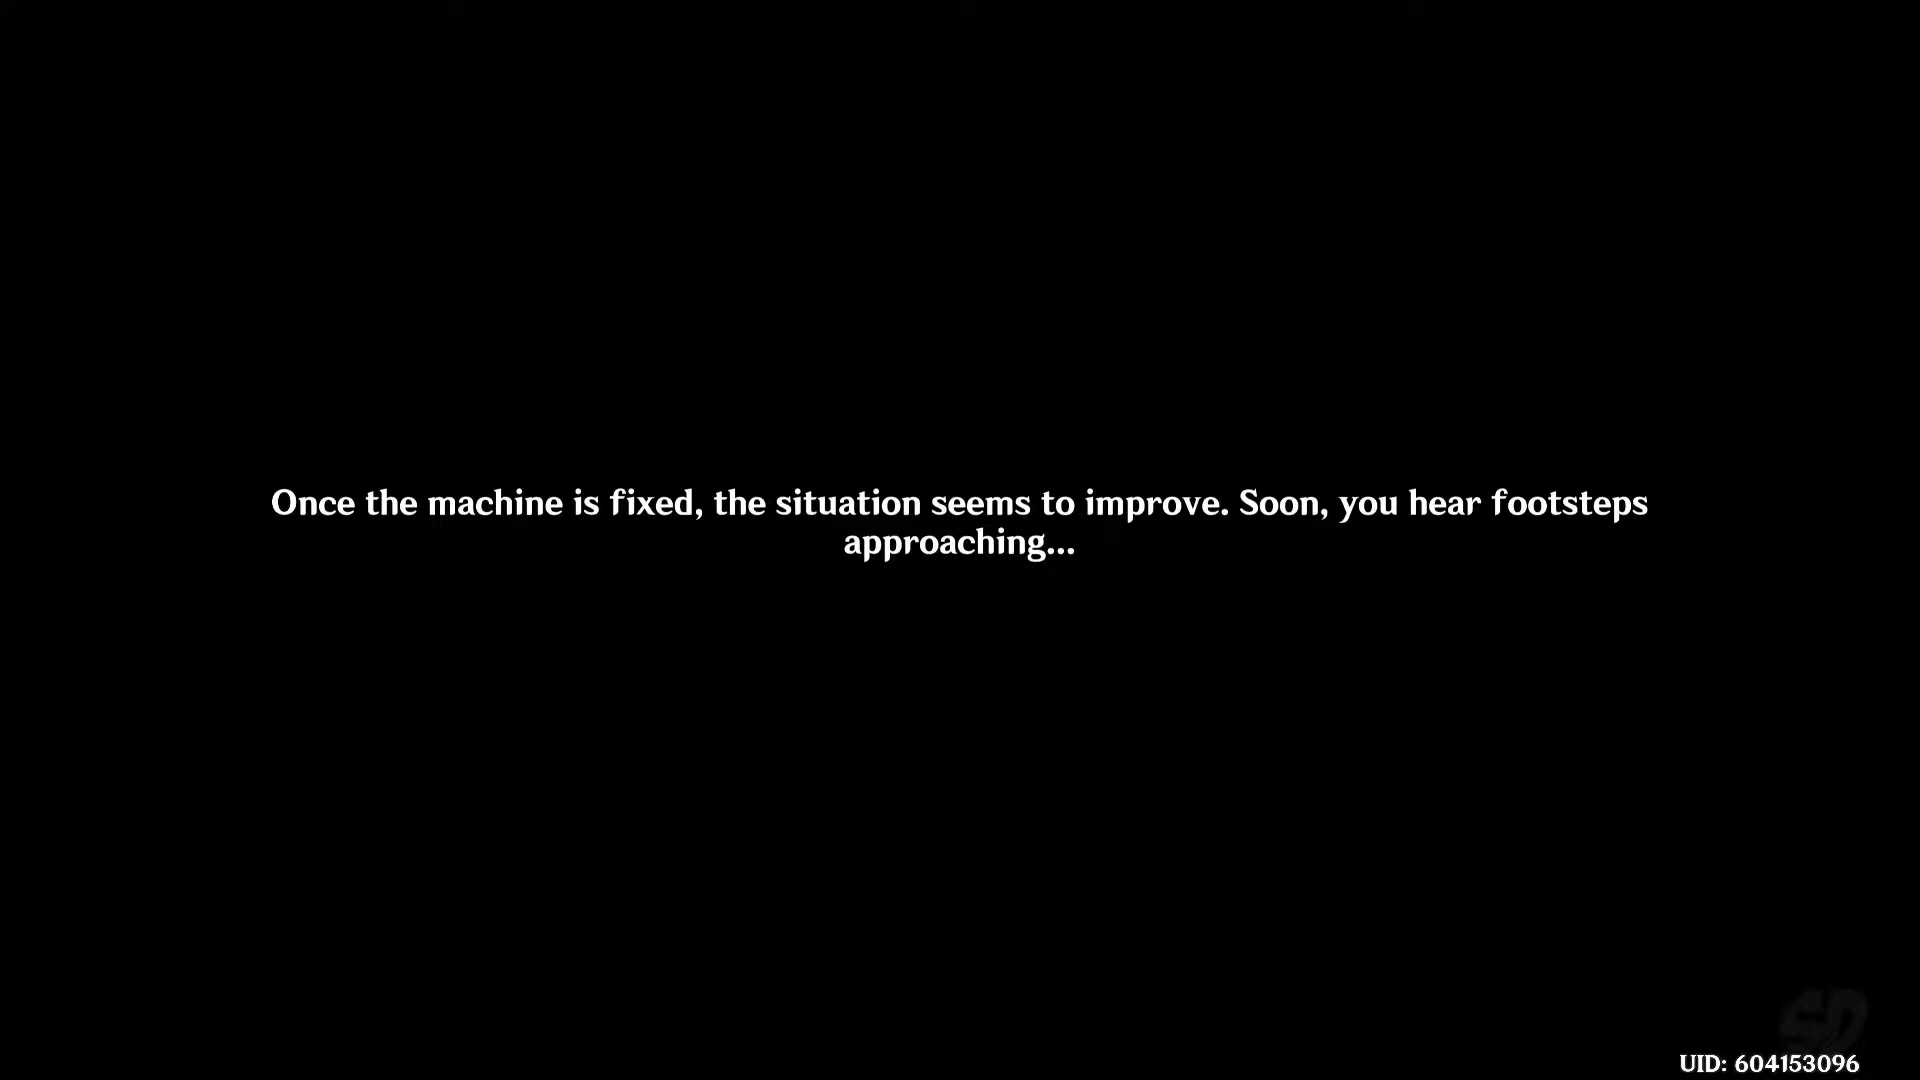 Once the machine is fixed, the situation seems to improve. Soon, you hear footsteps
approaching...
UID: 604153096